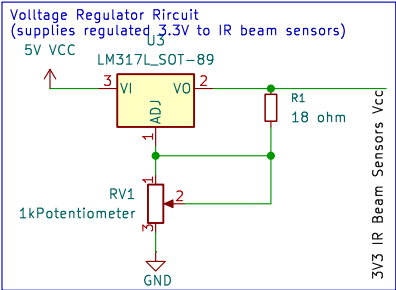 Volltage Regulator Rircuit
(supplies regulated 3.3V to IR beam sensors)
U3
5V VCC
LM317L_SOT-89
3
VI
VO
2
ADJ
1
R1
18 ohm
3V3 IR Beam Sensors Vcc
1
RV1
2
1kPotentiometer
3
GND